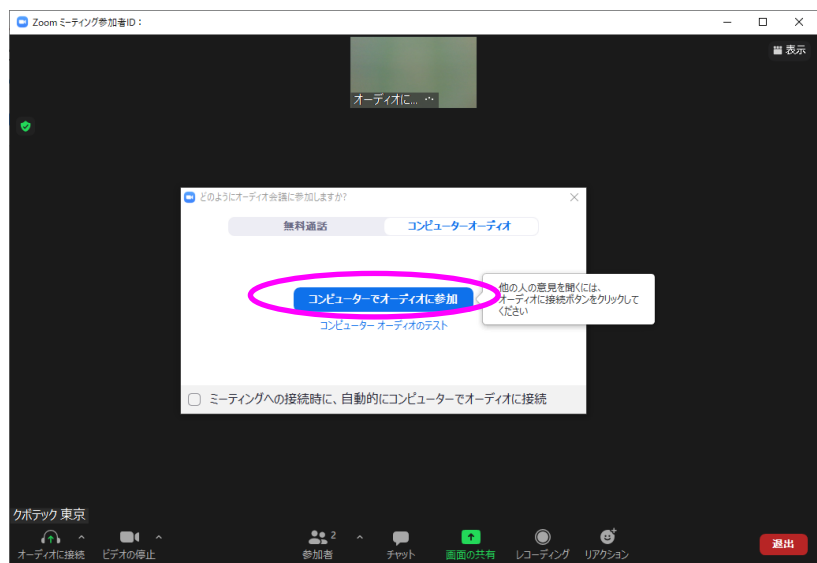 Zoom ミーティング参加者ID：
表示
オーディオに... 
どのようにオーディオ会議に参加しますか?
無料通話
コンピューターオーディオ
コンピューターでオーディオに参加
他の人の意見を聞くには、
オーディオに接続ボタンをクリックして
ください
コンピューター オーディオのテスト
ミーティングへの接続時に、自動的にコンピューターでオーディオに接続
クボテック 東京
オーディオに接続
ビデオの停止
2
参加者
チャット
画面の共有
レコーディング
リアクション
退出